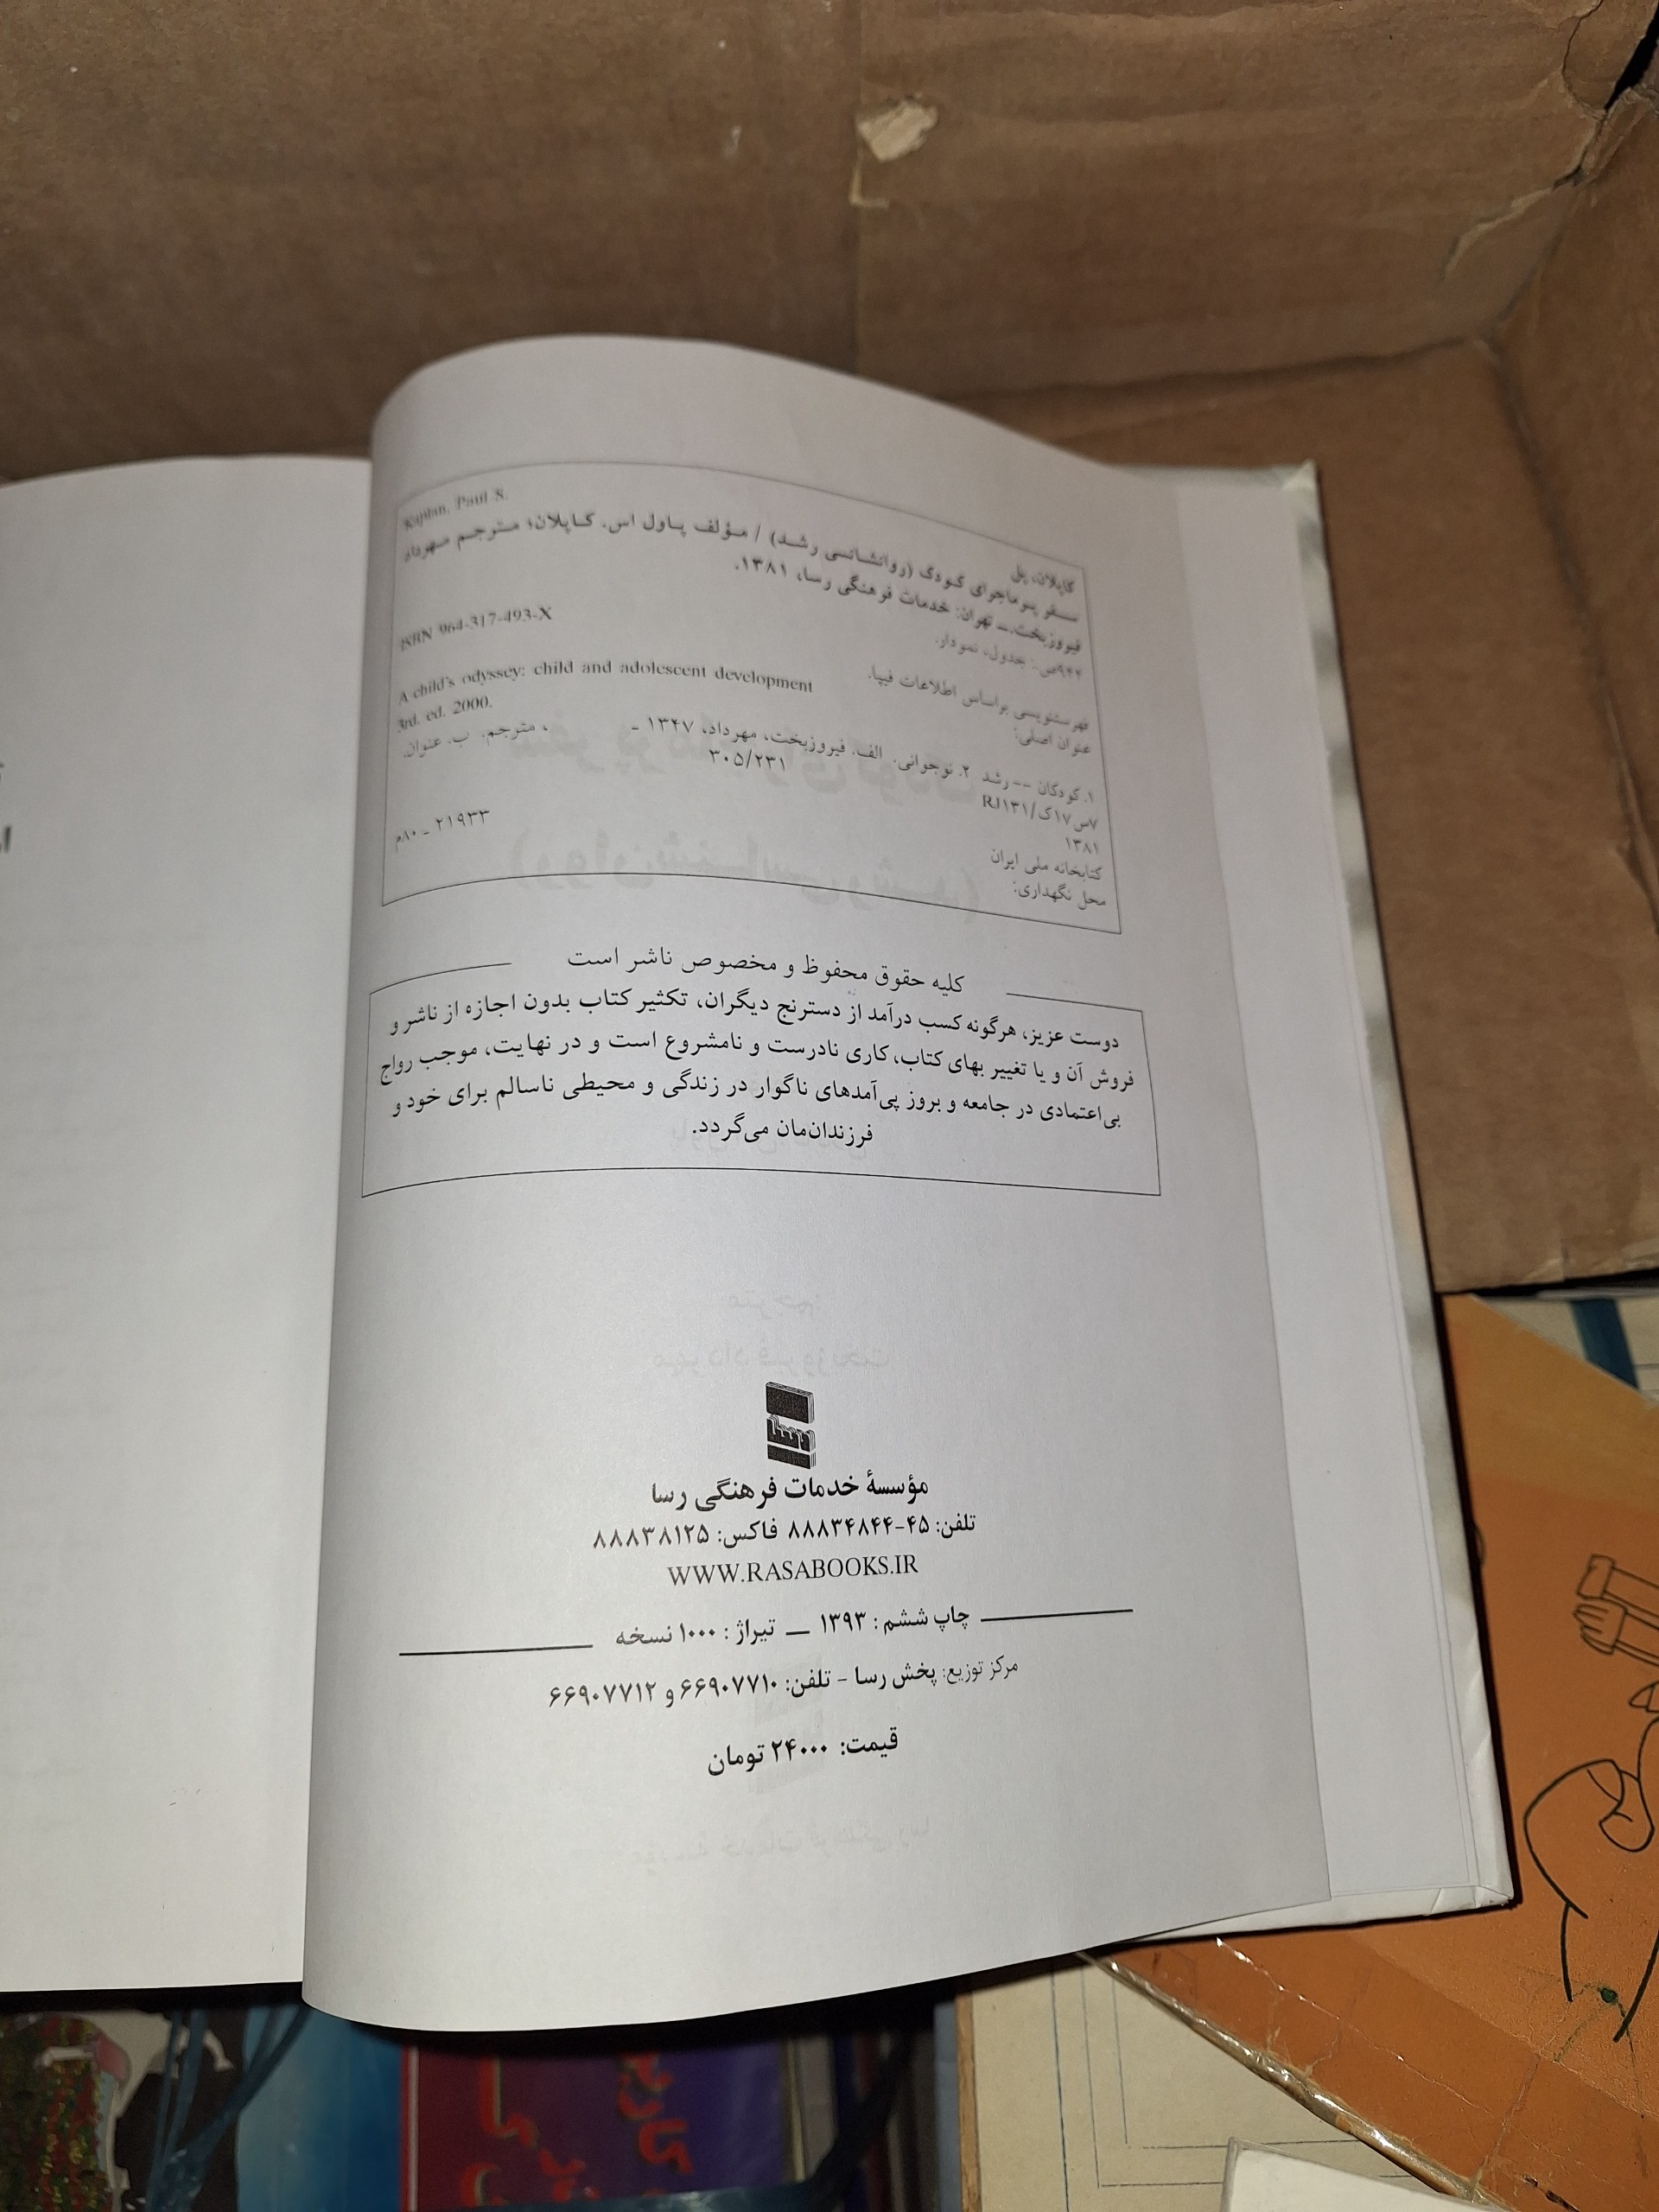 Kaplan, Paul S.
کاپلان، پل
سفر پرماجرای کودک (روانشناسی رشد) / مؤلف پاول اس. کاپلان؛ مترجم مهرداد
فیروزبخت. ــ تهران: خدمات فرهنگی رسا، ۱۳۸۱.
۹۴۴ص.: جدول، نمودار.
ISBN 964-317-493-X
فهرستنویسی براساس اطلاعات فیپا.
عنوان اصلی:
A child's odyssey: child and adolescent development
3rd. ed. 2000.
۱. کودکان -- رشد ۲. نوجوانی. الف. فیروزبخت، مهرداد، ۱۳۴۷ - ، مترجم. ب. عنوان.
۷س۱۷ک/RJ۱۳۱
۳۰۵/۲۳۱
۱۳۸۱
کتابخانه ملی ایران
۲۱۹۳۳ ـ ۸۰م
محل نگهداری:
کلیه حقوق محفوظ و مخصوص ناشر است
دوست عزیز، هرگونه کسب درآمد از دسترنج دیگران، تکثیر کتاب بدون اجازه از ناشر و
فروش آن و یا تغییر بهای کتاب، کاری نادرست و نامشروع است و در نهایت، موجب رواج
بی‌اعتمادی در جامعه و بروز پی‌آمدهای ناگوار در زندگی و محیطی ناسالم برای خود و
فرزندان‌مان می‌گردد.
رسا
مؤسسهٔ خدمات فرهنگی رسا
تلفن: ۴۵-۸۸۸۳۴۸۴۴ فاکس: ۸۸۸۳۸۱۲۵
WWW.RASABOOKS.IR
چاپ ششم : ۱۳۹۳ ــ تیراژ : ۱۰۰۰ نسخه
مرکز توزیع: پخش رسا - تلفن: ۶۶۹۰۷۷۱۰ و ۶۶۹۰۷۷۱۲
قیمت: ۲۴۰۰۰ تومان